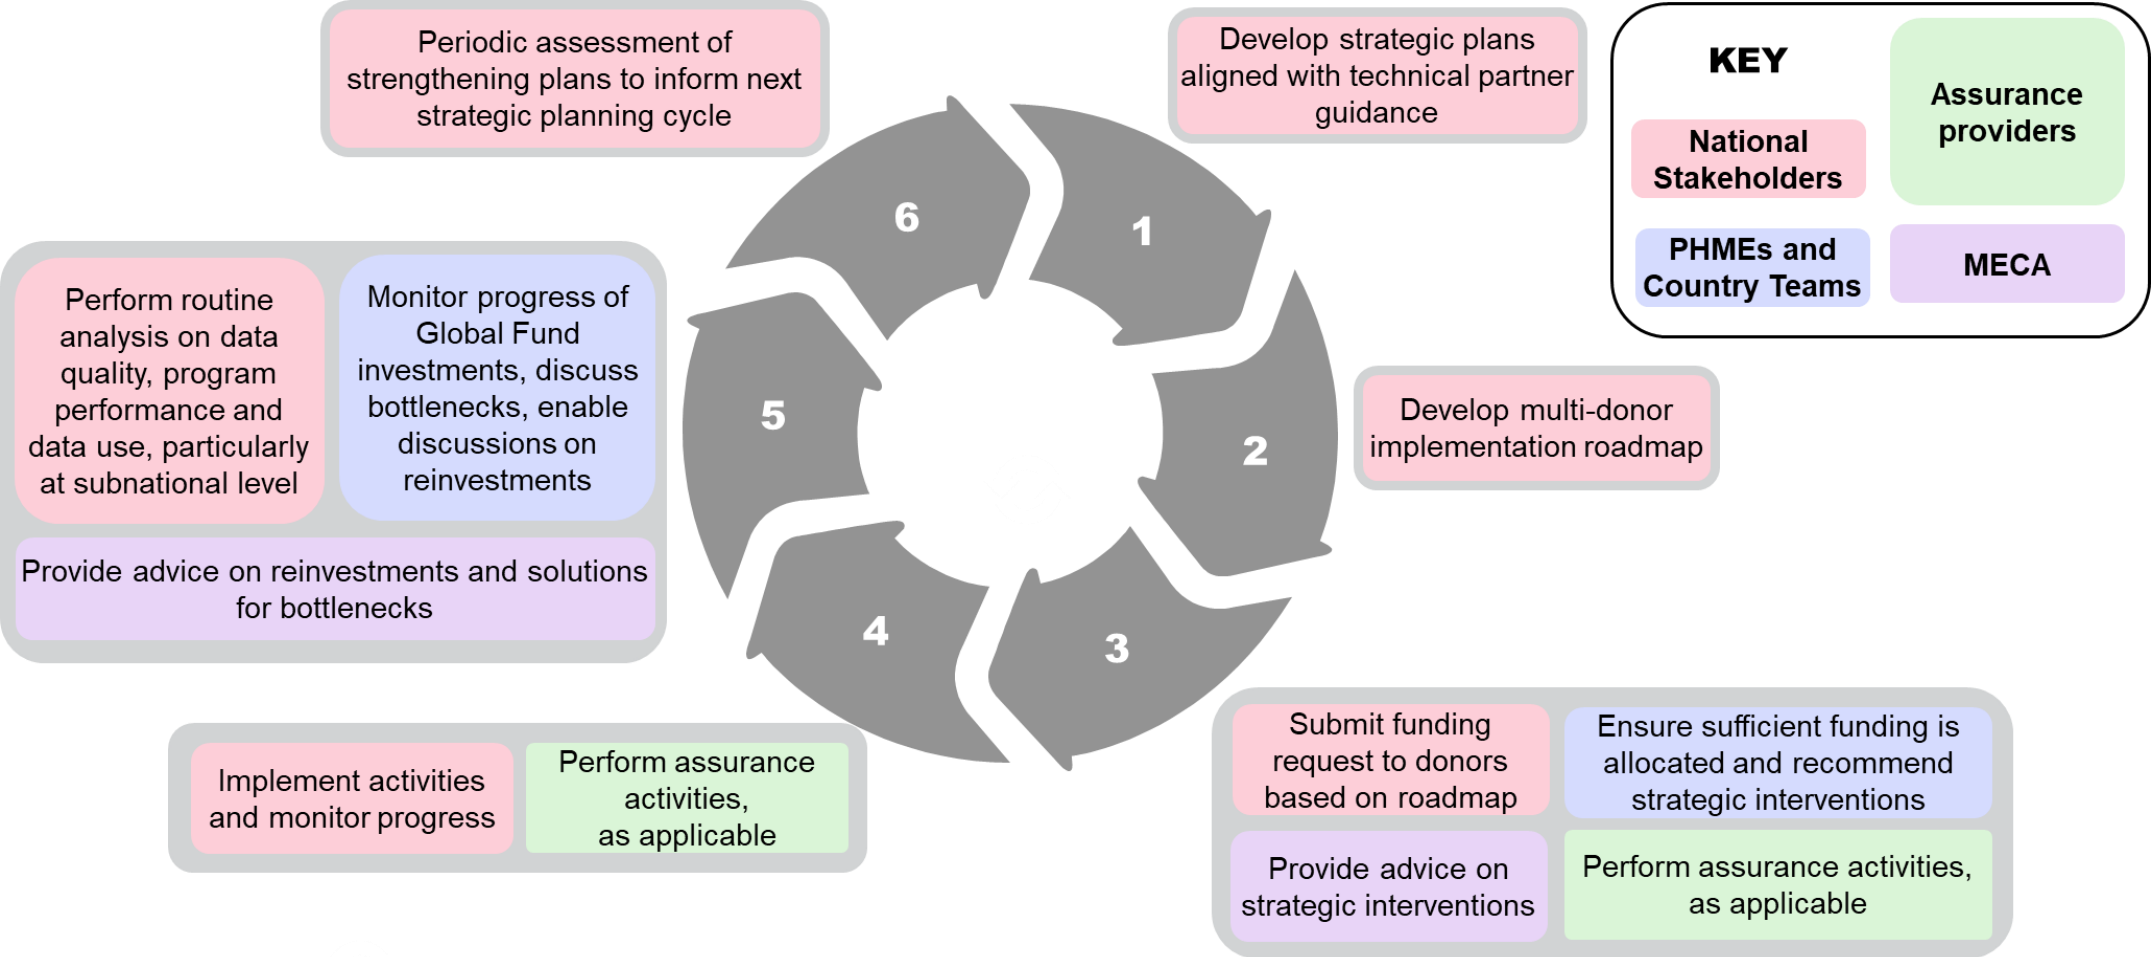 Periodic assessment of
strengthening plans to inform next
strategic planning cycle
Develop strategic plans
aligned with technical partner
guidance
KEY
National
Stakeholders
Assurance
providers
PHMEs and
Country Teams
MECA
6
1
5
2
4
3
Perform routine
analysis on data
quality, program
performance and
data use, particularly
at subnational level
Monitor progress of
Global Fund
investments, discuss
bottlenecks, enable
discussions on
reinvestments
Provide advice on reinvestments and solutions
for bottlenecks
Develop multi-donor
implementation roadmap
Implement activities
and monitor progress
Perform assurance
activities,
as applicable
Submit funding
request to donors
based on roadmap
Ensure sufficient funding is
allocated and recommend
strategic interventions
Provide advice on
strategic interventions
Perform assurance activities,
as applicable